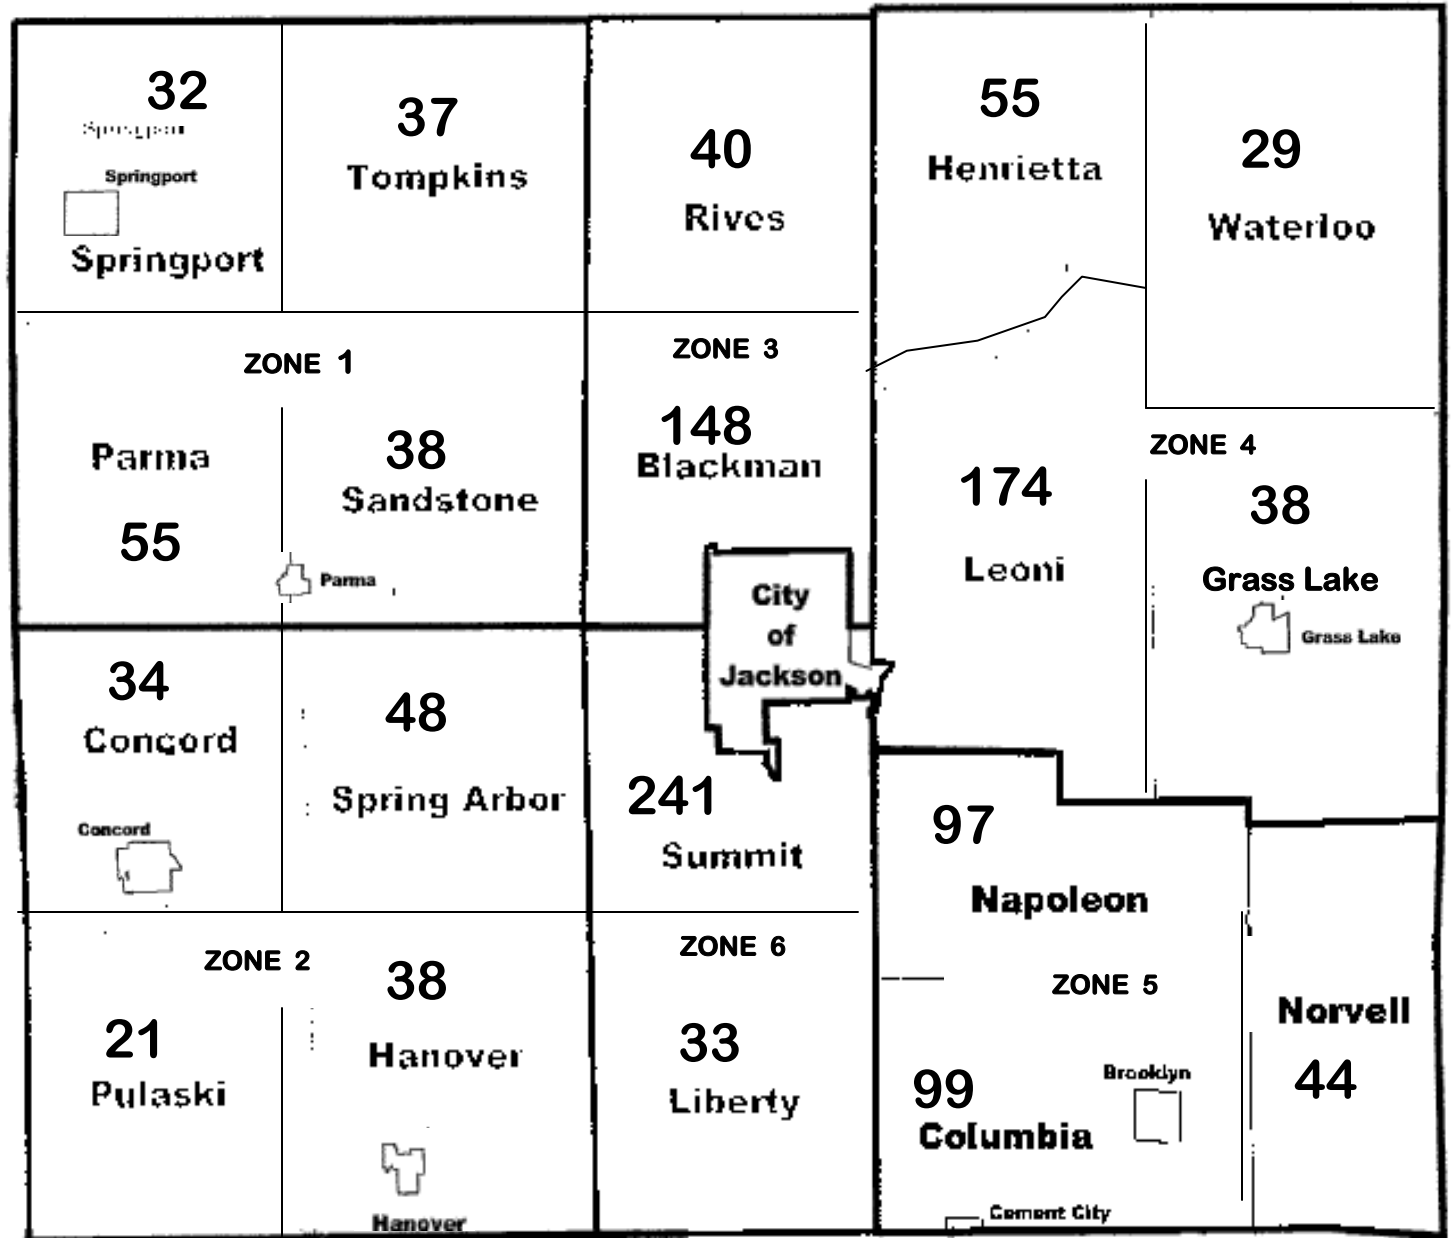 32
Springport
Springport
Springport
37
Tompkins
40
Rives
55
Henrietta
29
Waterloo
ZONE 1
Parma
55
38
Sandstone
Parma
ZONE 3
148
Blackman
City
of
Jackson
174
Leoni
ZONE 4
38
Grass Lake
Grass Lake
34
Concord
Concord
48
Spring Arbor
241
Summit
97
Napoleon
ZONE 2
21
Pulaski
38
Hanover
Hanover
ZONE 6
33
Liberty
ZONE 5
99
Columbia
Brooklyn
Cement City
Norvell
44